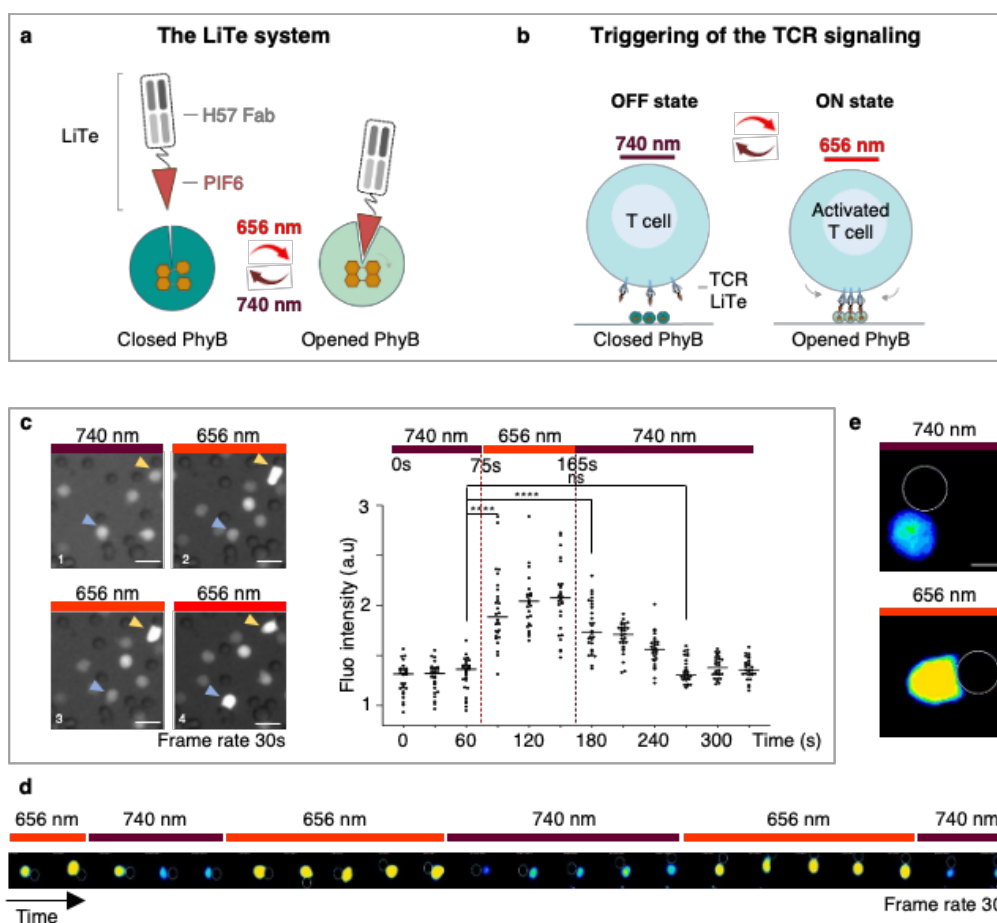 a The LiTe system
LiTe
H57 Fab
PIF6
656 nm
740 nm
Closed PhyB Opened PhyB
b Triggering of the TCR signaling
OFF state ON state
740 nm 656 nm
T cell Activated
T cell
TCR
LiTe
Closed PhyB Opened PhyB
c
740 nm 656 nm
1 2
656 nm 656 nm
3 4
Frame rate 30s
740 nm 656 nm 740 nm
0s 75s 165s
ns
****
****
3
2
1
Fluo intensity (a.u)
0 60 120 180 240 300 Time (s)
e
740 nm
656 nm
d
656 nm 740 nm 656 nm 740 nm 656 nm 740 nm
Time
Frame rate 30